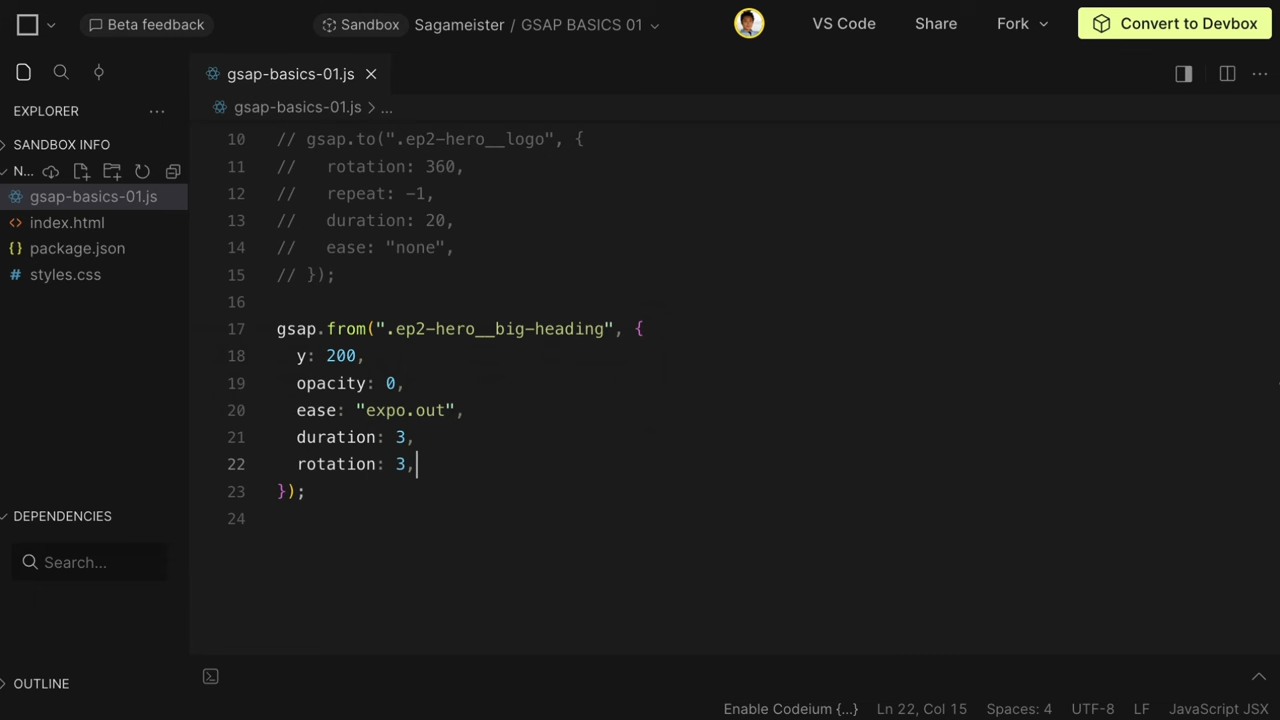 Beta feedback
Sandbox
Sagameister / GSAP BASICS 01
VS Code
Share
Fork
Convert to Devbox
gsap-basics-01.js
EXPLORER
gsap-basics-01.js > ...
SANDBOX INFO
N...
gsap-basics-01.js
index.html
{} package.json
# styles.css
DEPENDENCIES
Search...
OUTLINE
10 // gsap.to(".ep2-hero__logo", {
11 //   rotation: 360,
12 //   repeat: -1,
13 //   duration: 20,
14 //   ease: "none",
15 // });
16
17 gsap.from(".ep2-hero__big-heading", {
18   y: 200,
19   opacity: 0,
20   ease: "expo.out",
21   duration: 3,
22   rotation: 3,
23 });
24
Enable Codeium {...}
Ln 22, Col 15
Spaces: 4
UTF-8
LF
JavaScript JSX